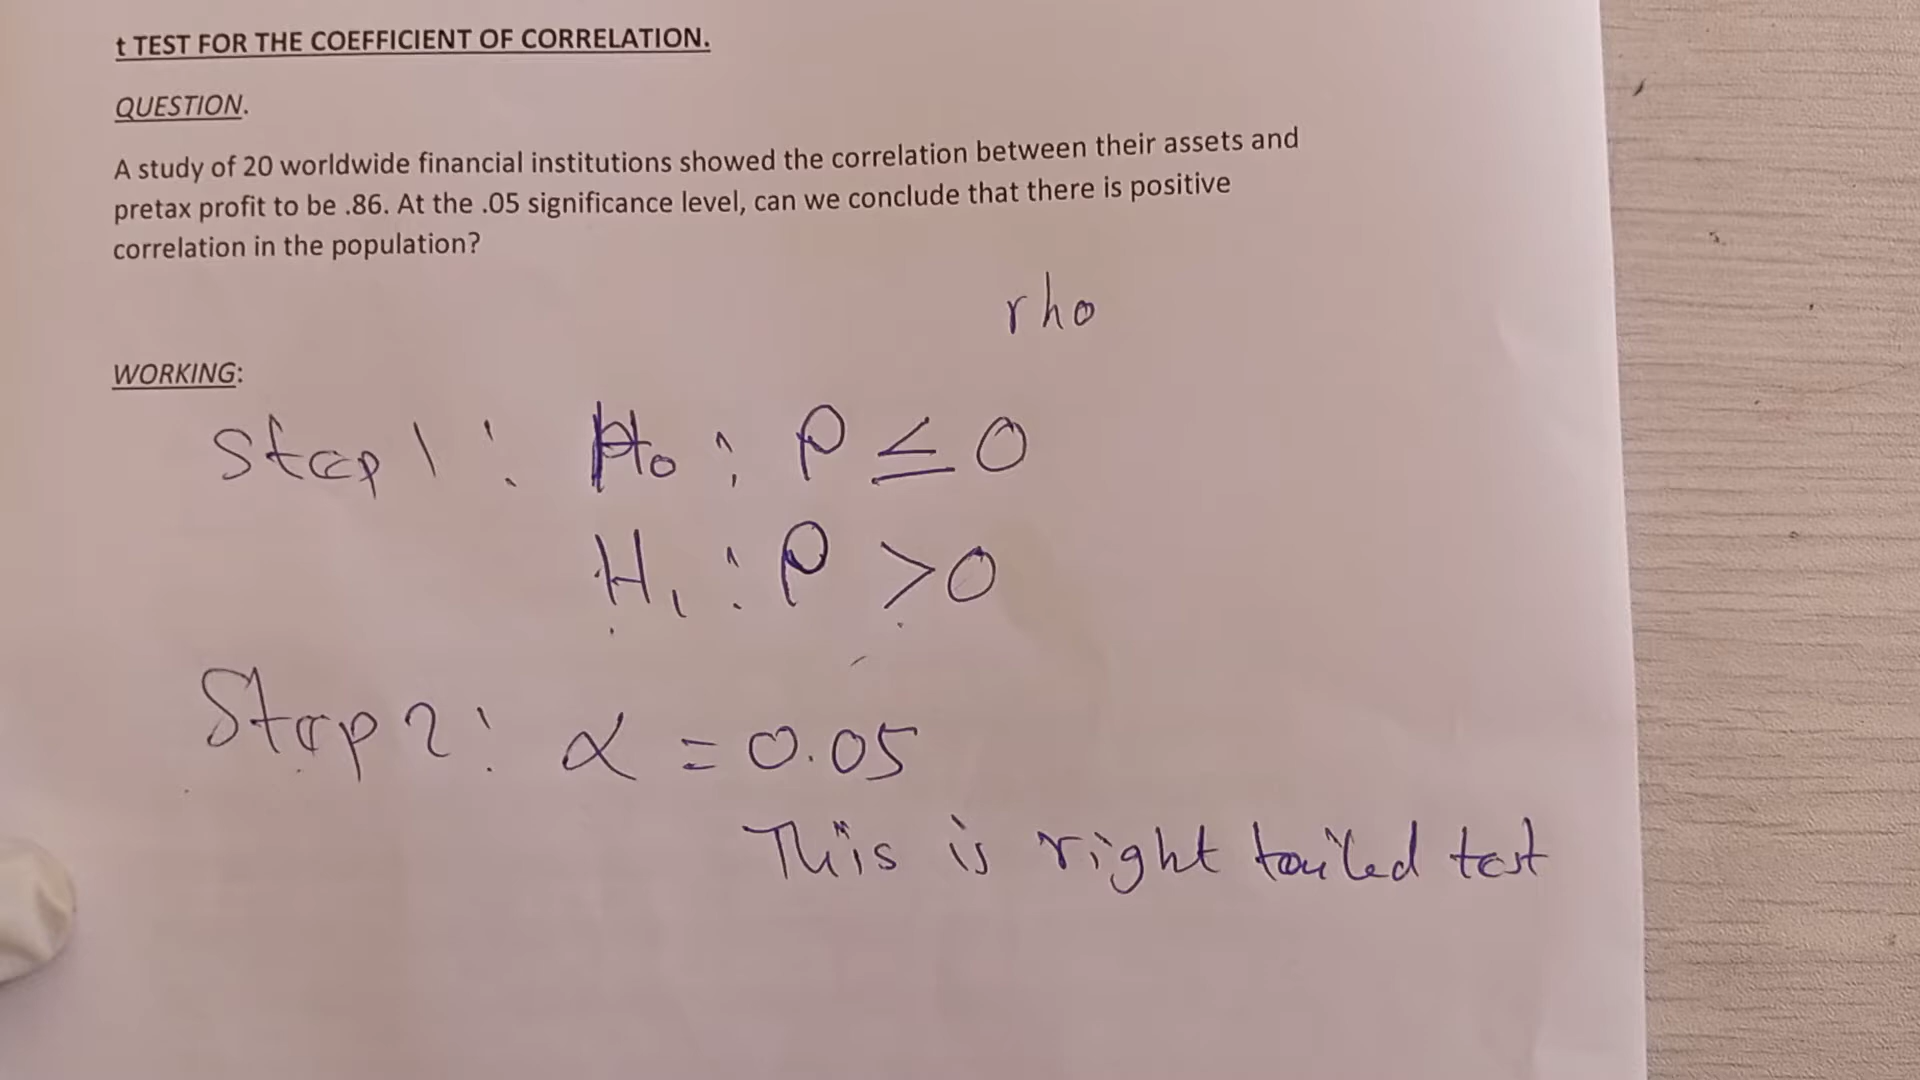 t TEST FOR THE COEFFICIENT OF CORRELATION.
QUESTION.
A study of 20 worldwide financial institutions showed the correlation between their assets and
pretax profit to be .86. At the .05 significance level, can we conclude that there is positive
correlation in the population?
rho
WORKING:
Step 1: H₀: ρ ≤ 0
H₁: ρ > 0
Step 2: α = 0.05
This is right tailed test